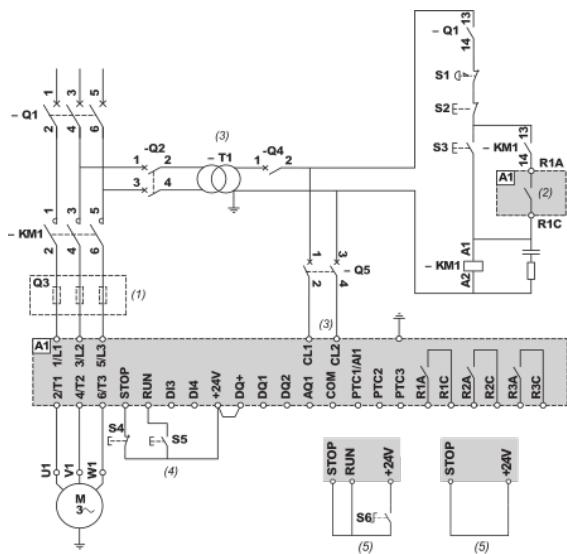 13
– Q1
14
S1
S2
S3
13
– KM1
14
R1A
A1
(2)
R1C
A1
– KM1
A2
1 3 5
– Q1
2 4 6
-Q2
1 2
3 4
(3)
– T1
-Q4
1 2
1 3 5
– KM1
2 4 6
1 3
– Q5
2 4
(3)
Q3
(1)
A1
1/L1 3/L2 5/L3 CL1 CL2
2/T1 4/T2 6/T3 STOP RUN DI3 DI4 +24V DQ+ DQ1 DQ2 AQ1 COM PTC1/AI1 PTC2 PTC3 R1A R1C R2A R2C R3A R3C
S4
S5
(4)
U1 V1 W1
M
3
STOP RUN +24V
S6
(5)
STOP +24V
(5)